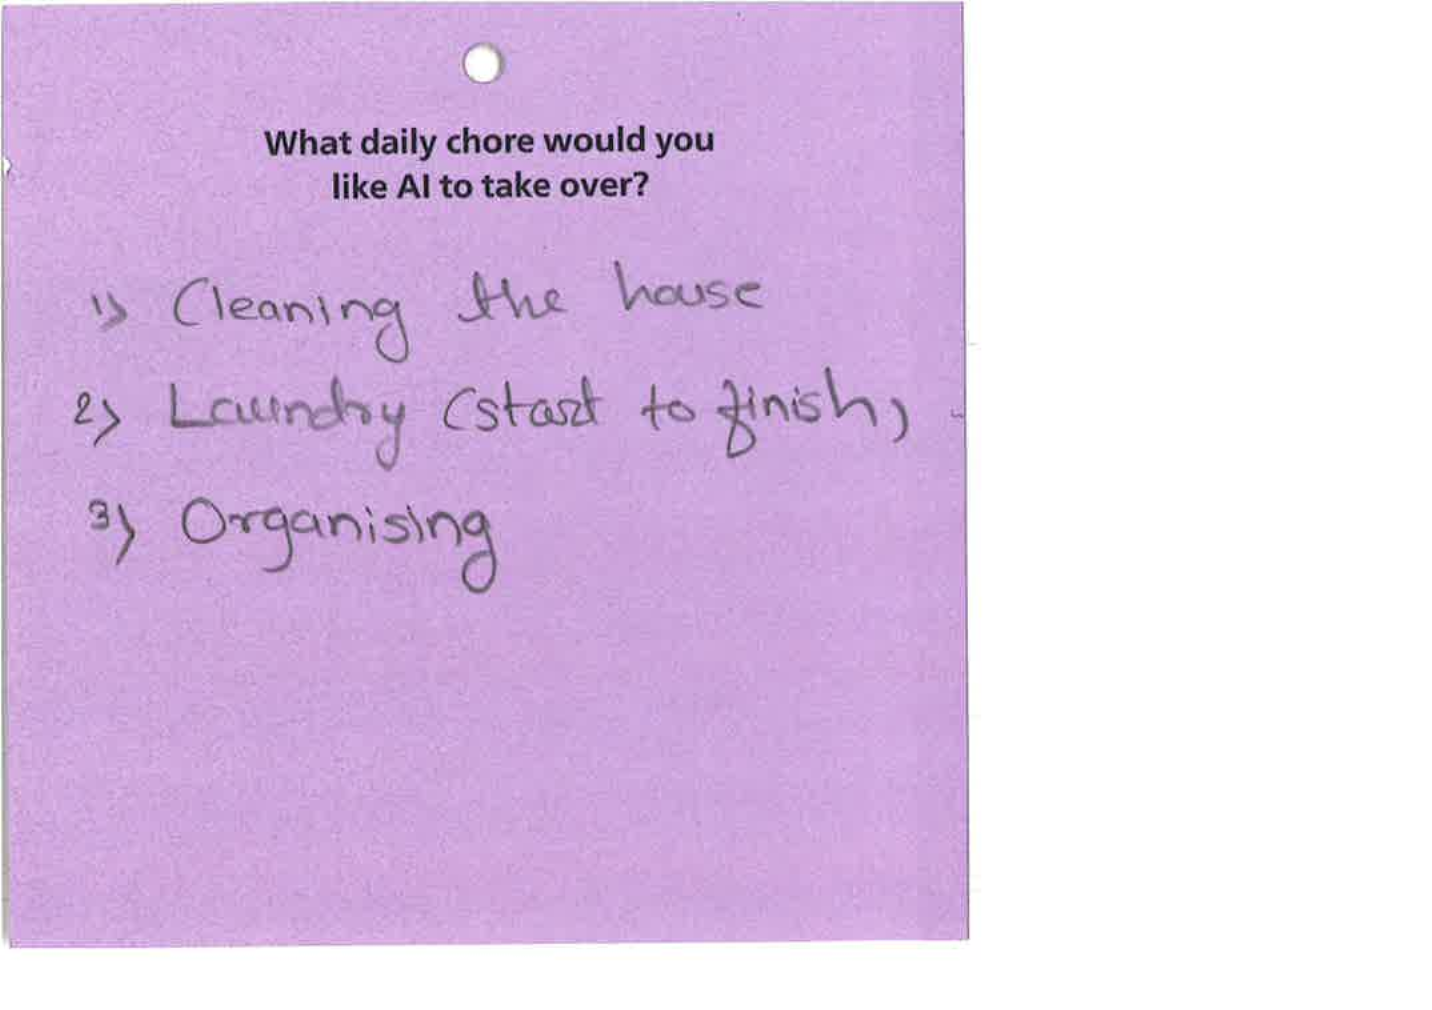 What daily chore would you
like AI to take over?
1) Cleaning the house
2) Laundry (start to finish)
3) Organising